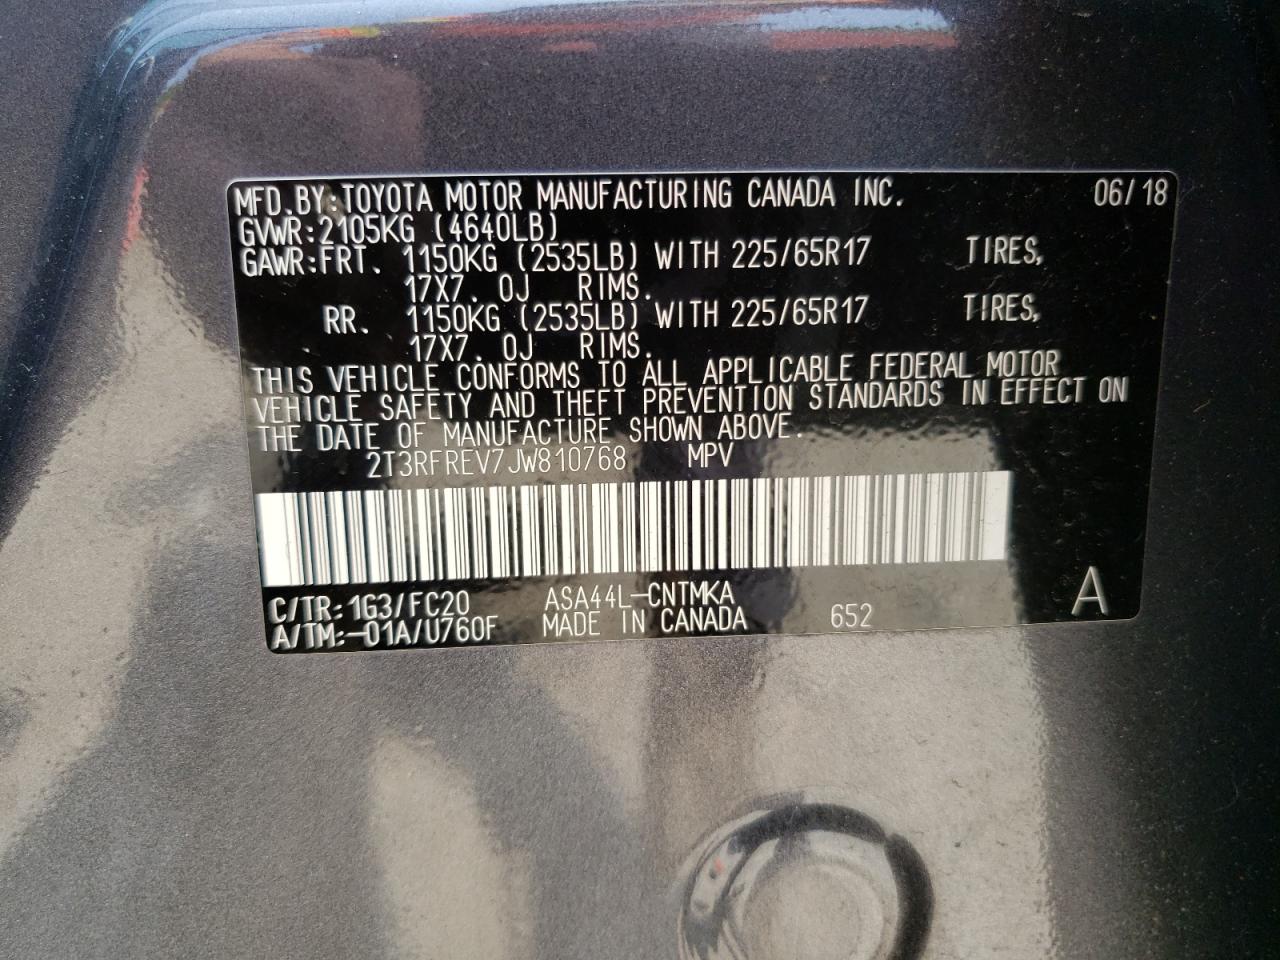 MFD.BY:TOYOTA MOTOR MANUFACTURING CANADA INC. 06/18
GVWR:2105KG (4640LB)
GAWR:FRT. 1150KG (2535LB) WITH 225/65R17 TIRES,
17X7.0J RIMS.
RR. 1150KG (2535LB) WITH 225/65R17 TIRES,
17X7.0J RIMS.
THIS VEHICLE CONFORMS TO ALL APPLICABLE FEDERAL MOTOR
VEHICLE SAFETY AND THEFT PREVENTION STANDARDS IN EFFECT ON
THE DATE OF MANUFACTURE SHOWN ABOVE.
2T3RFREV7JW810768 MPV
C/TR:1G3/FC20 ASA44L-CNTMKA A
A/TM:-01A/U760F MADE IN CANADA 652